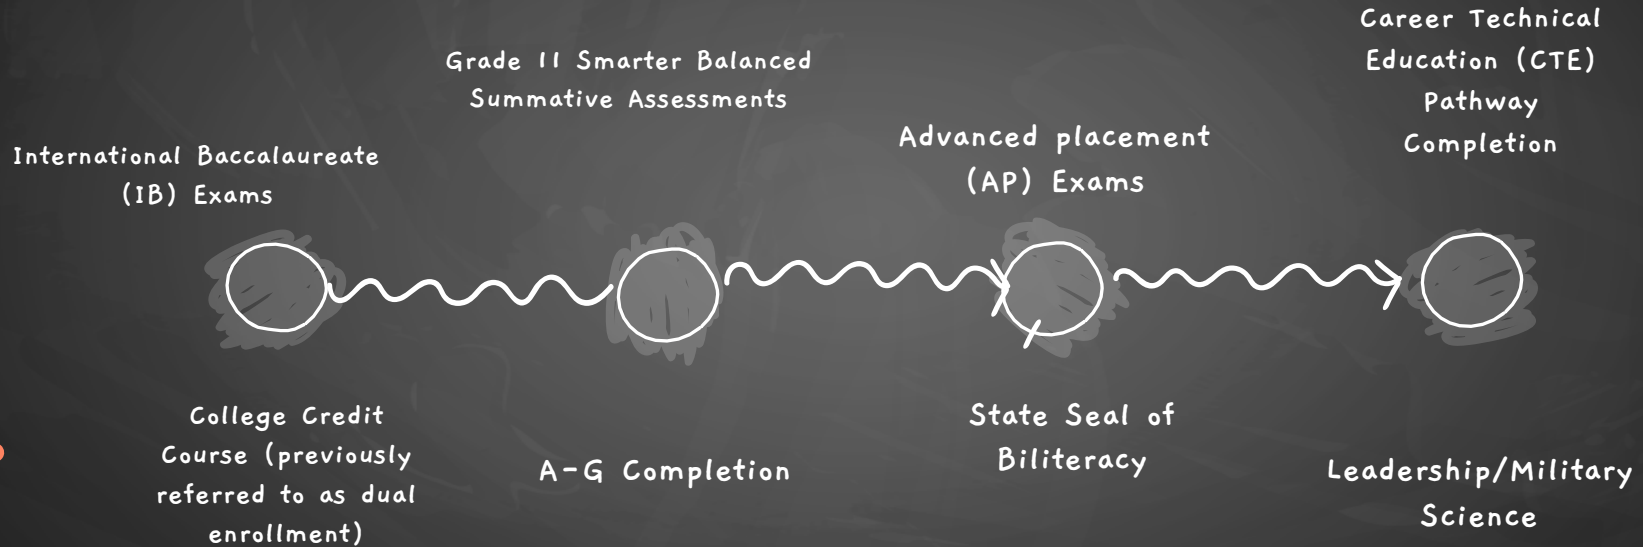 International Baccalaureate
(IB) Exams
Grade 11 Smarter Balanced
Summative Assessments
Advanced placement
(AP) Exams
Career Technical
Education (CTE)
Pathway
Completion
College Credit
Course (previously
referred to as dual
enrollment)
A-G Completion
State Seal of
Biliteracy
Leadership/Military
Science